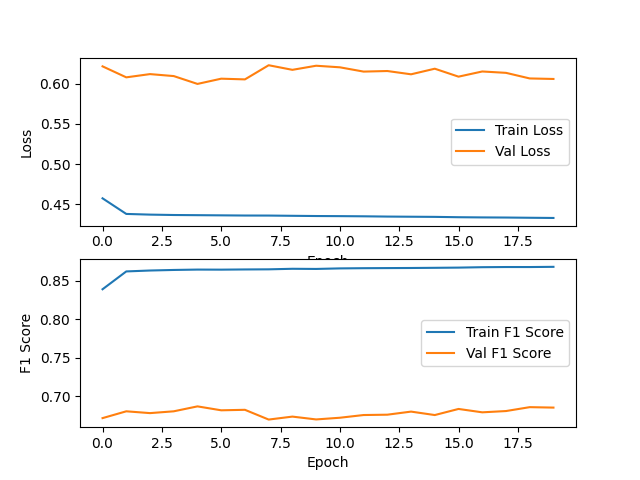 0.60
0.55
0.50
0.45
Loss
Train Loss
Val Loss
0.0 2.5 5.0 7.5 10.0 12.5 15.0 17.5
Epoch
0.85
0.80
0.75
0.70
F1 Score
Train F1 Score
Val F1 Score
0.0 2.5 5.0 7.5 10.0 12.5 15.0 17.5
Epoch